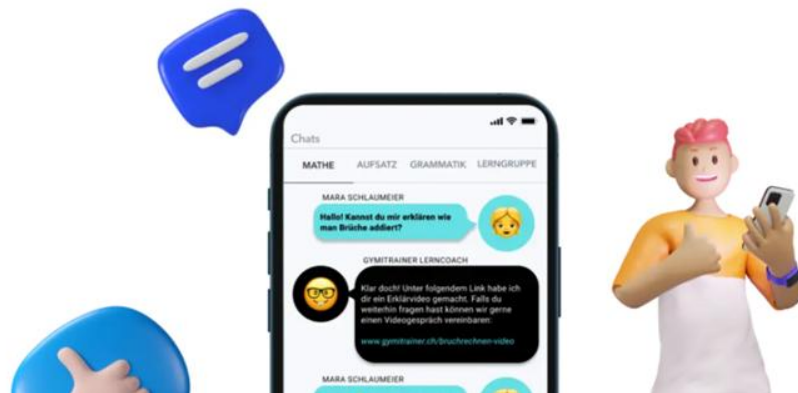 Chats
MATHE AUFSATZ GRAMMATIK LERNGRUPPE
MARA SCHLAUMEIER
Hallo! Kannst du mir erklären wie
man Brüche addiert?
GYMITRAINER LERNCOACH
Klar doch! Unter folgendem Link habe ich
dir ein Erklärvideo gemacht. Falls du
weiterhin fragen hast können wir gerne
einen Videogespräch vereinbaren:
www.gymitrainer.ch/bruchrechnen-video
MARA SCHLAUMEIER